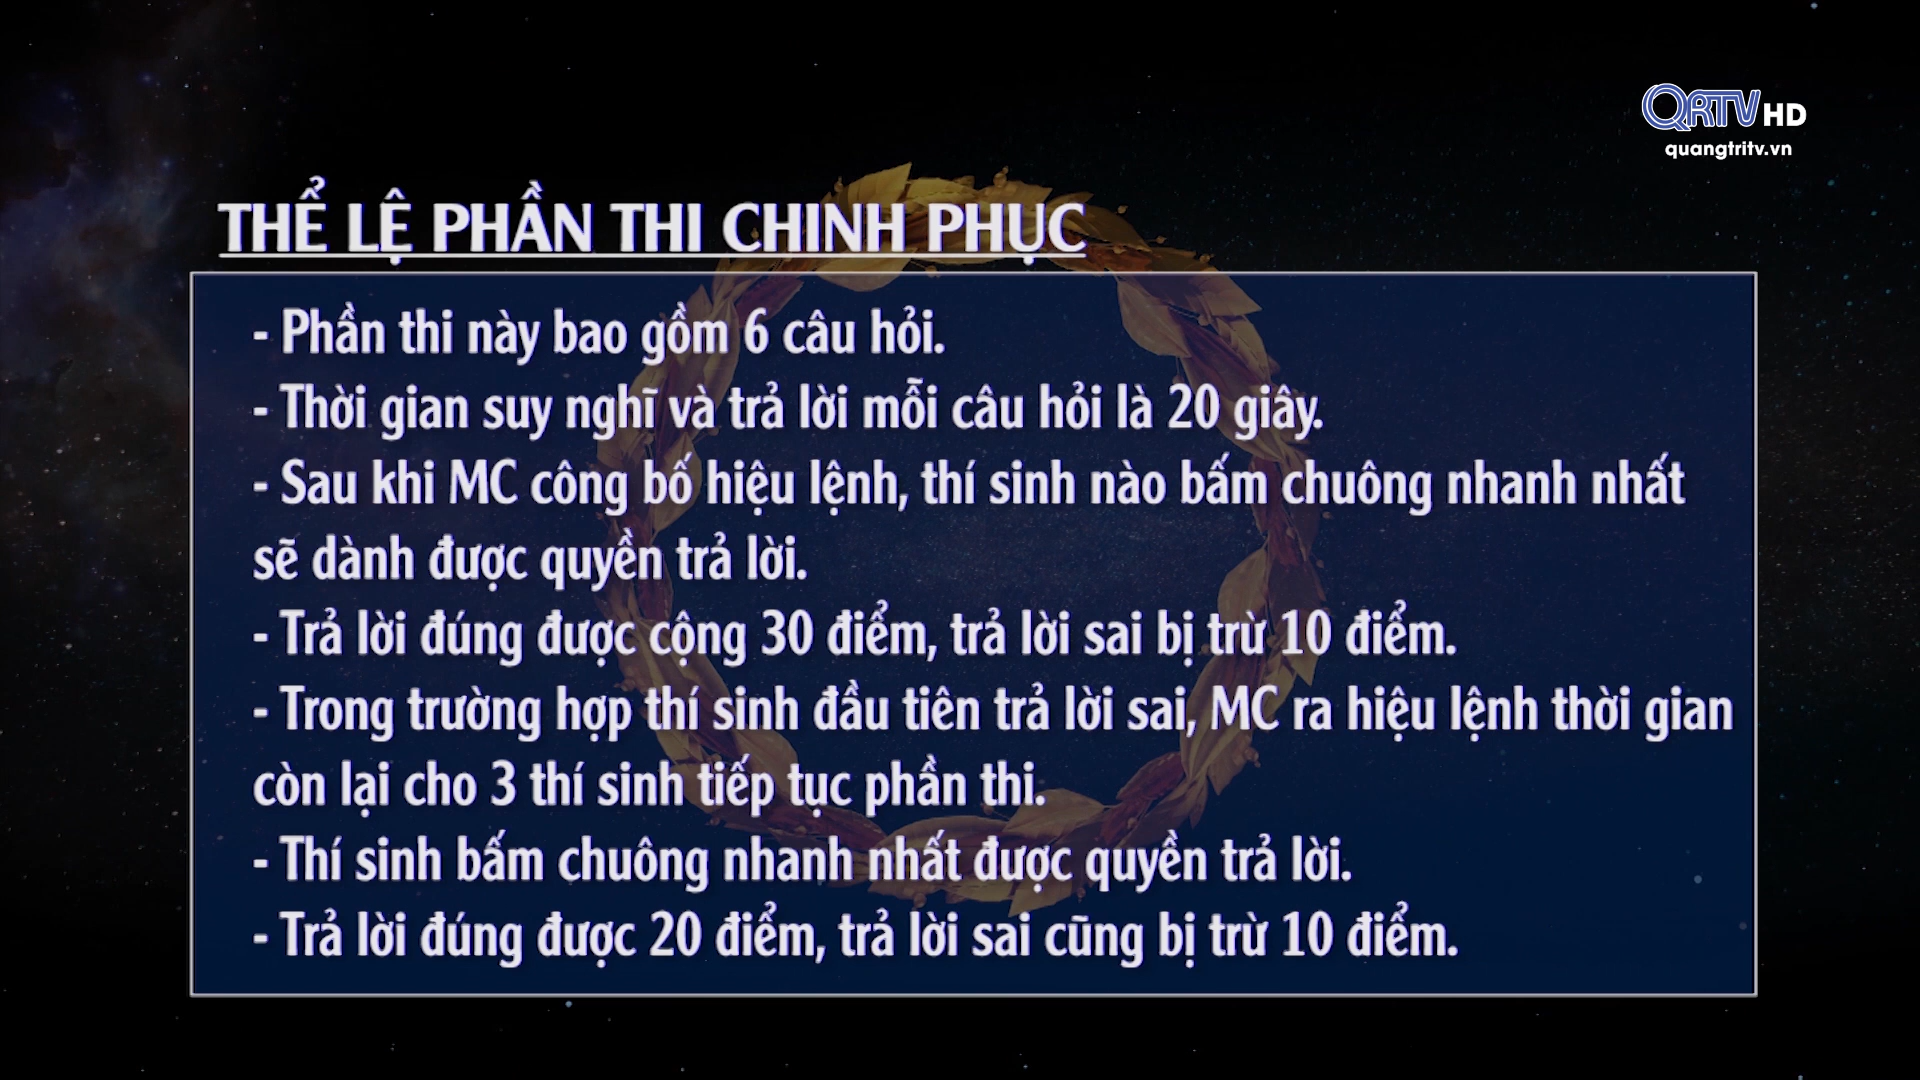 QRTV HD
quangtritv.vn
THỂ LỆ PHẦN THI CHINH PHỤC
- Phần thi này bao gồm 6 câu hỏi.
- Thời gian suy nghĩ và trả lời mỗi câu hỏi là 20 giây.
- Sau khi MC công bố hiệu lệnh, thí sinh nào bấm chuông nhanh nhất
sẽ dành được quyền trả lời.
- Trả lời đúng được cộng 30 điểm, trả lời sai bị trừ 10 điểm.
- Trong trường hợp thí sinh đầu tiên trả lời sai, MC ra hiệu lệnh thời gian
còn lại cho 3 thí sinh tiếp tục phần thi.
- Thí sinh bấm chuông nhanh nhất được quyền trả lời.
- Trả lời đúng được 20 điểm, trả lời sai cũng bị trừ 10 điểm.